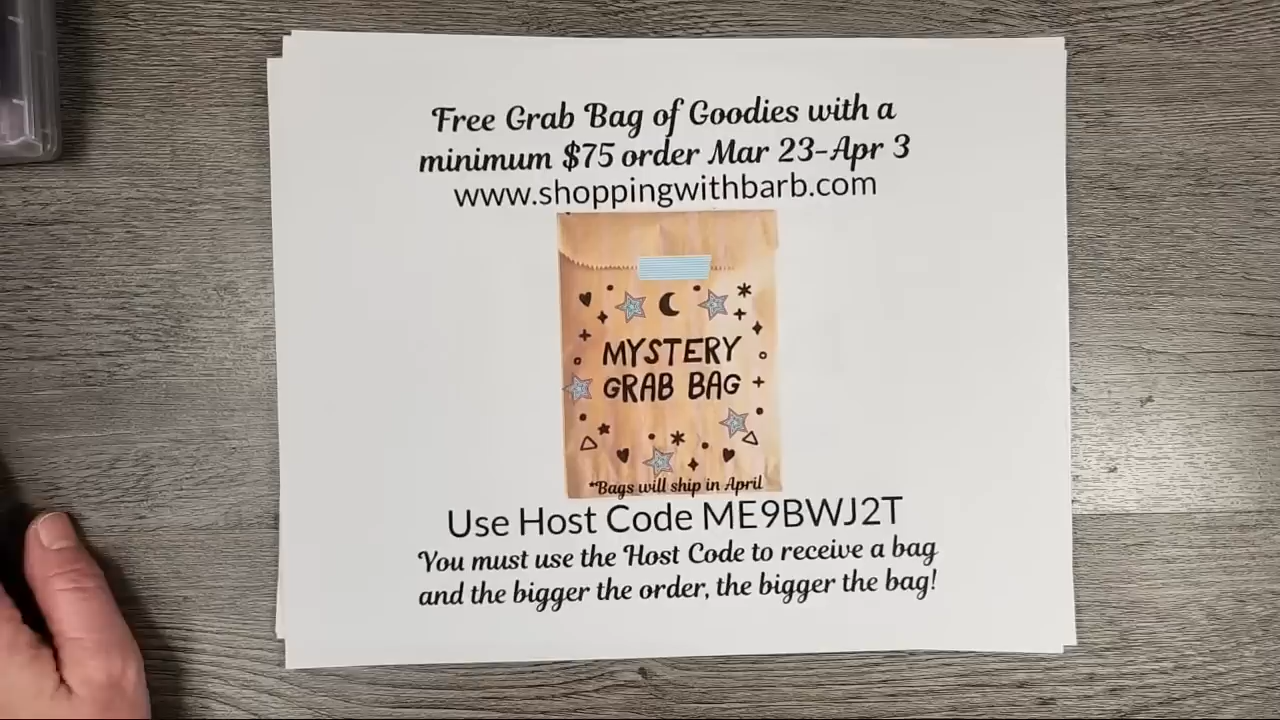 Free Grab Bag of Goodies with a
minimum $75 order Mar 23-Apr 3
www.shoppingwithbarb.com
MYSTERY
GRAB BAG
*Bags will ship in April
Use Host Code ME9BWJ2T
You must use the Host Code to receive a bag
and the bigger the order, the bigger the bag!